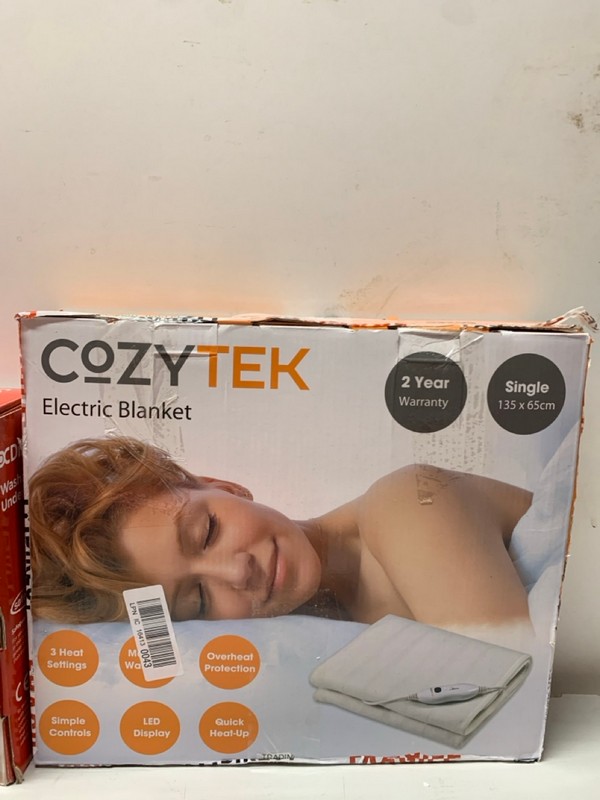 COZYTEK
Electric Blanket
2 Year
Warranty
Single
135 x 65cm
3 Heat
Settings
Overheat
Protection
Simple
Controls
LED
Display
Quick
Heat-Up
0043
TRADIN